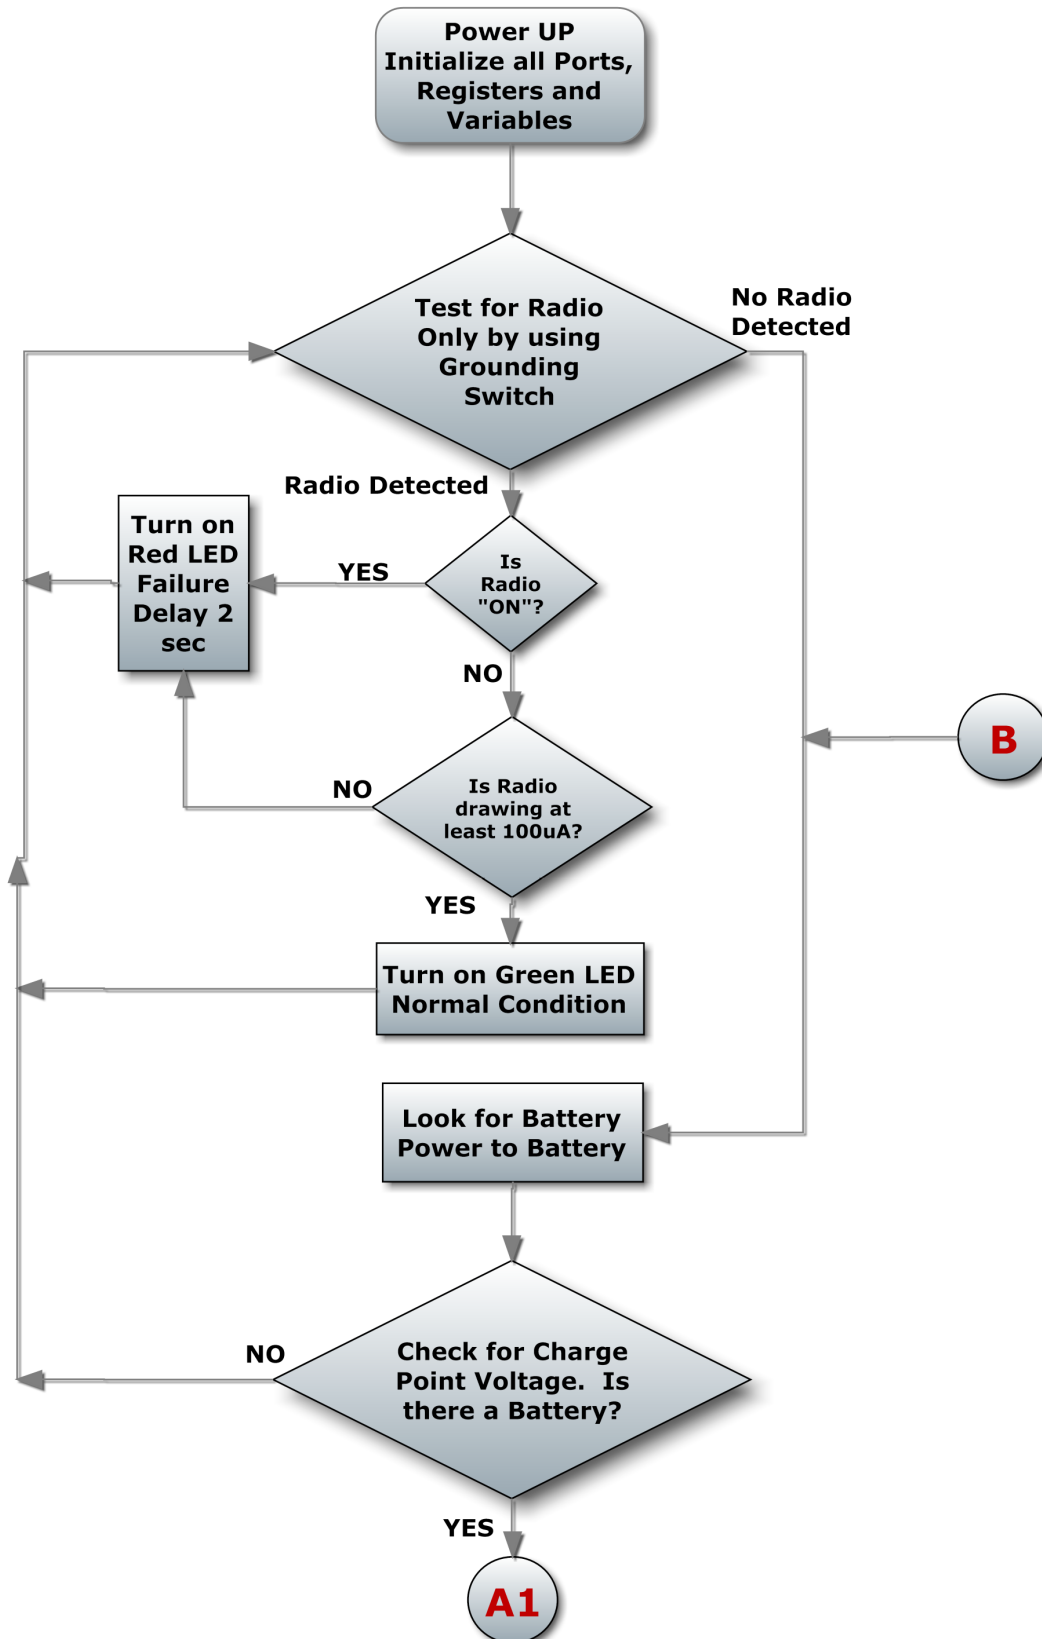 Power UP
Initialize all Ports,
Registers and
Variables
Test for Radio
Only by using
Grounding
Switch
No Radio
Detected
Radio Detected
Turn on
Red LED
Failure
Delay 2
sec
YES
Is
Radio
"ON"?
NO
B
NO
Is Radio
drawing at
least 100uA?
YES
Turn on Green LED
Normal Condition
Look for Battery
Power to Battery
NO
Check for Charge
Point Voltage.  Is
there a Battery?
YES
A1